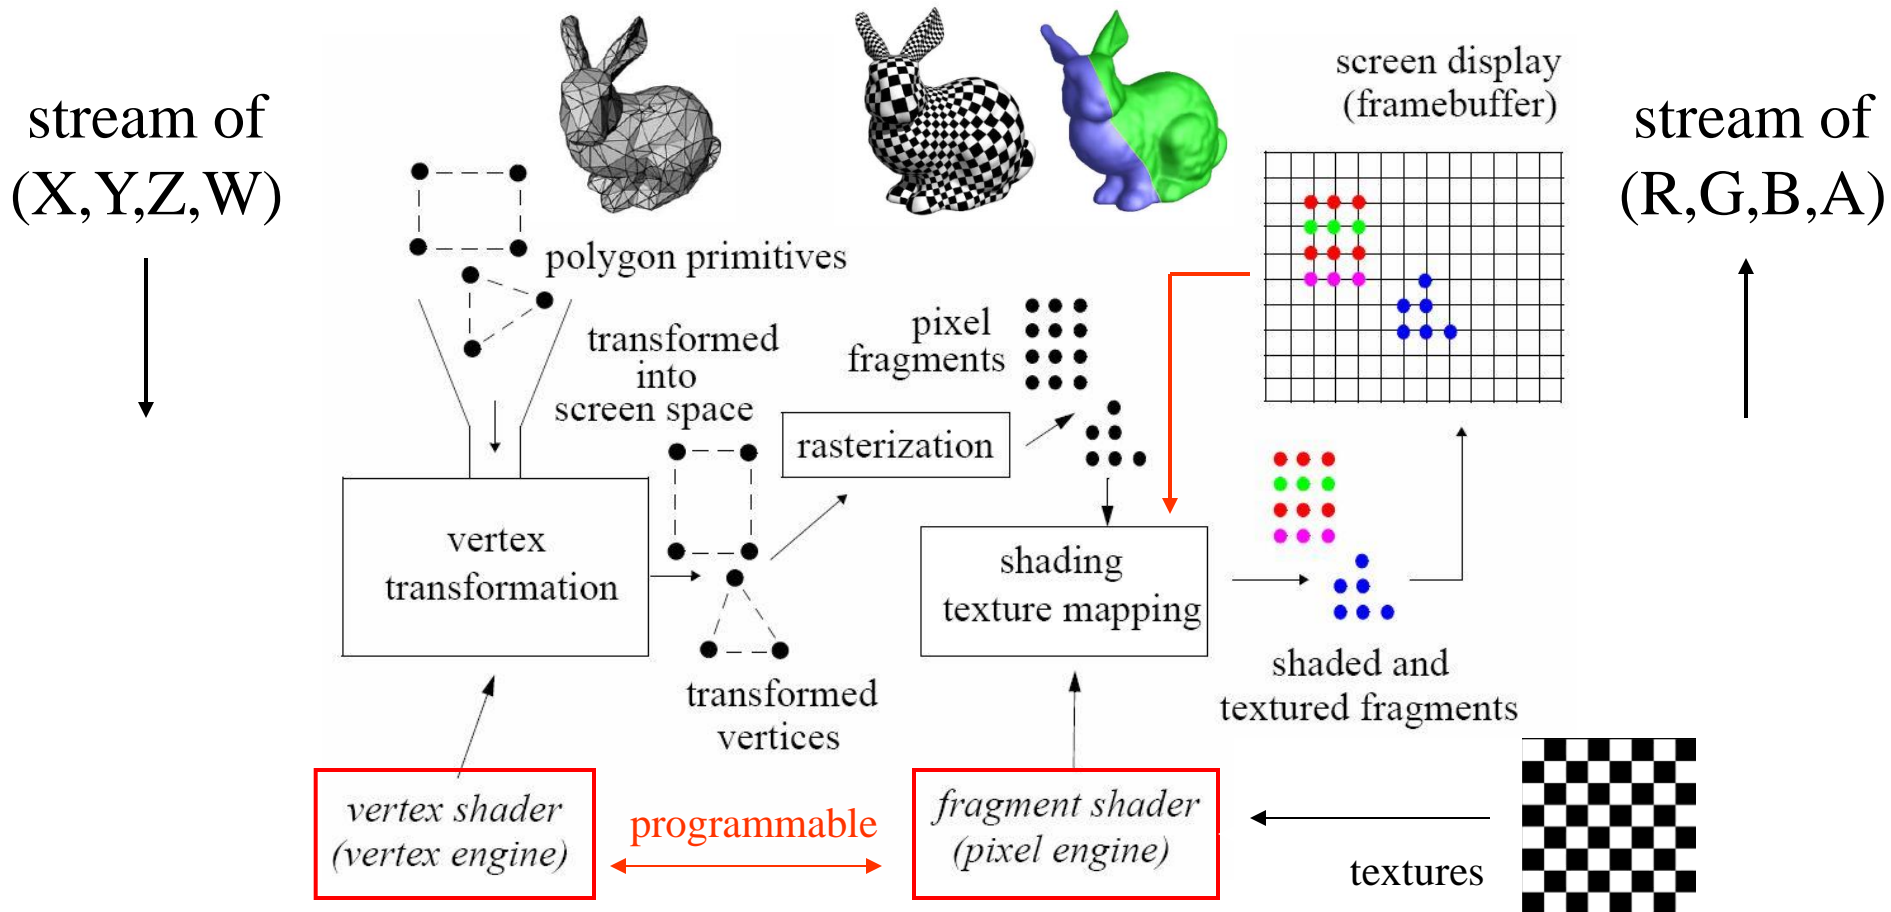 stream of
(X,Y,Z,W)
polygon primitives
transformed
into
screen space
pixel
fragments
screen display
(framebuffer)
stream of
(R,G,B,A)
rasterization
vertex
transformation
shading
texture mapping
transformed
vertices
shaded and
textured fragments
vertex shader
(vertex engine)
programmable
fragment shader
(pixel engine)
textures